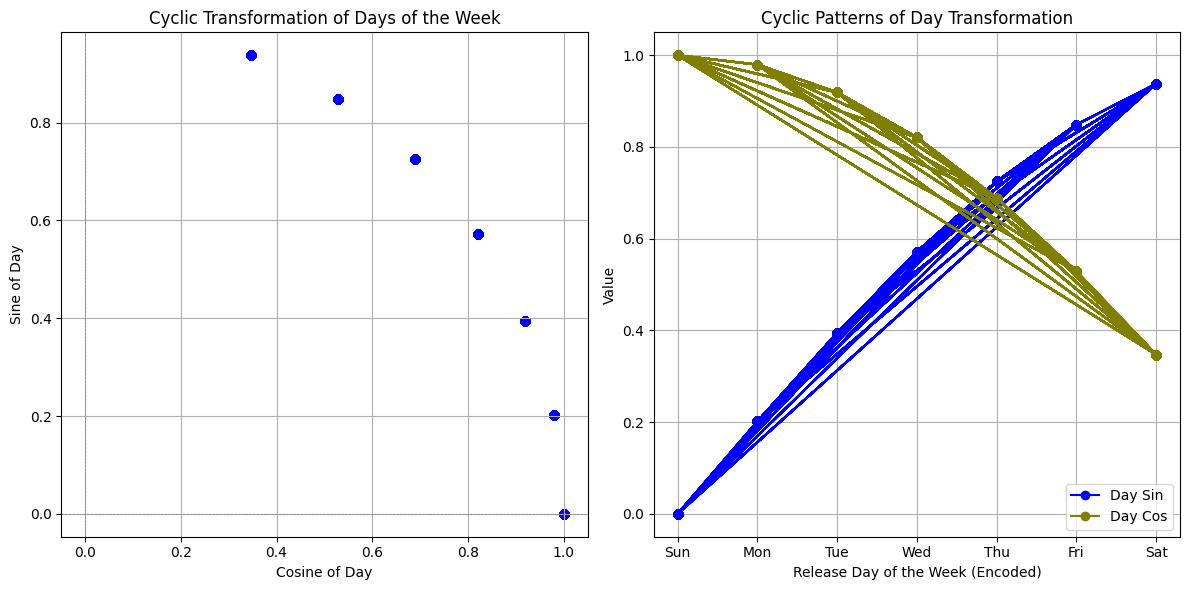 Cyclic Transformation of Days of the Week
Sine of Day
0.8
0.6
0.4
0.2
0.0
0.0 0.2 0.4 0.6 0.8 1.0
Cosine of Day
Cyclic Patterns of Day Transformation
Value
1.0
0.8
0.6
0.4
0.2
0.0
Day Sin
Day Cos
Sun Mon Tue Wed Thu Fri Sat
Release Day of the Week (Encoded)